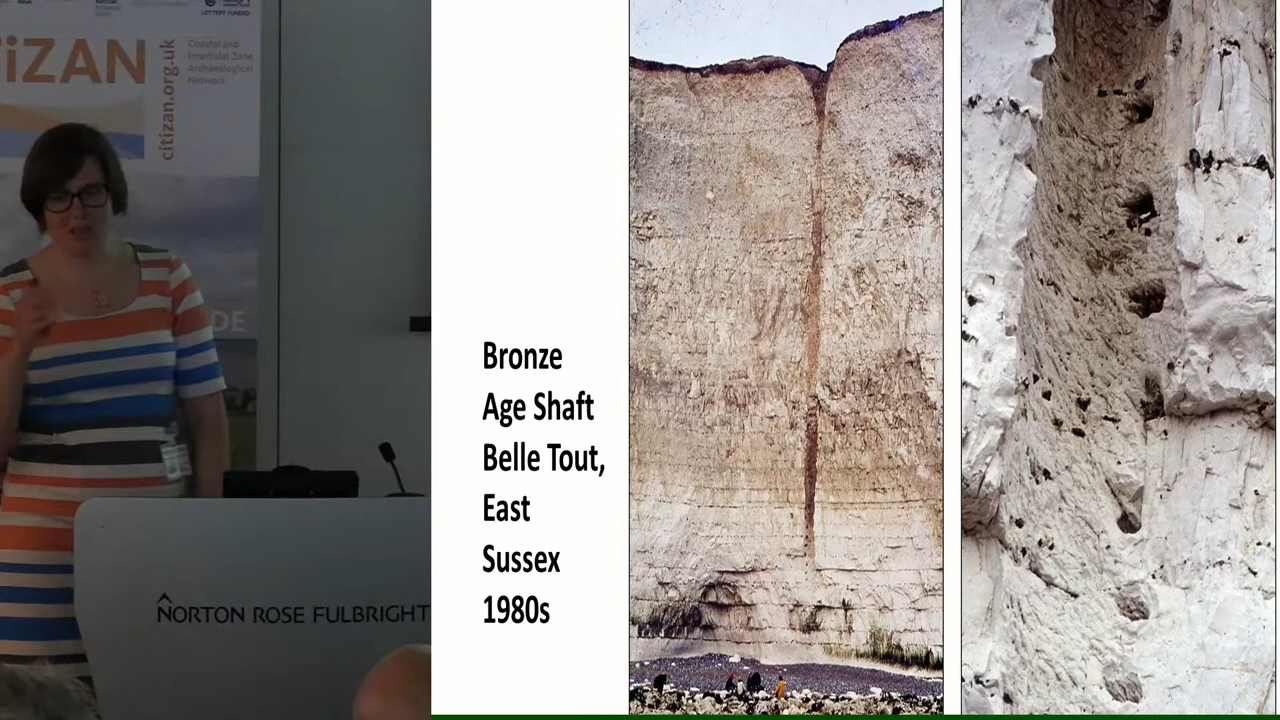 LOTTERY FUNDED
iZAN
citizan.org.uk
Coastal and
Intertidal Zone
Archaeological
Network
DE
NORTON ROSE FULBRIGHT
Bronze
Age Shaft
Belle Tout,
East
Sussex
1980s